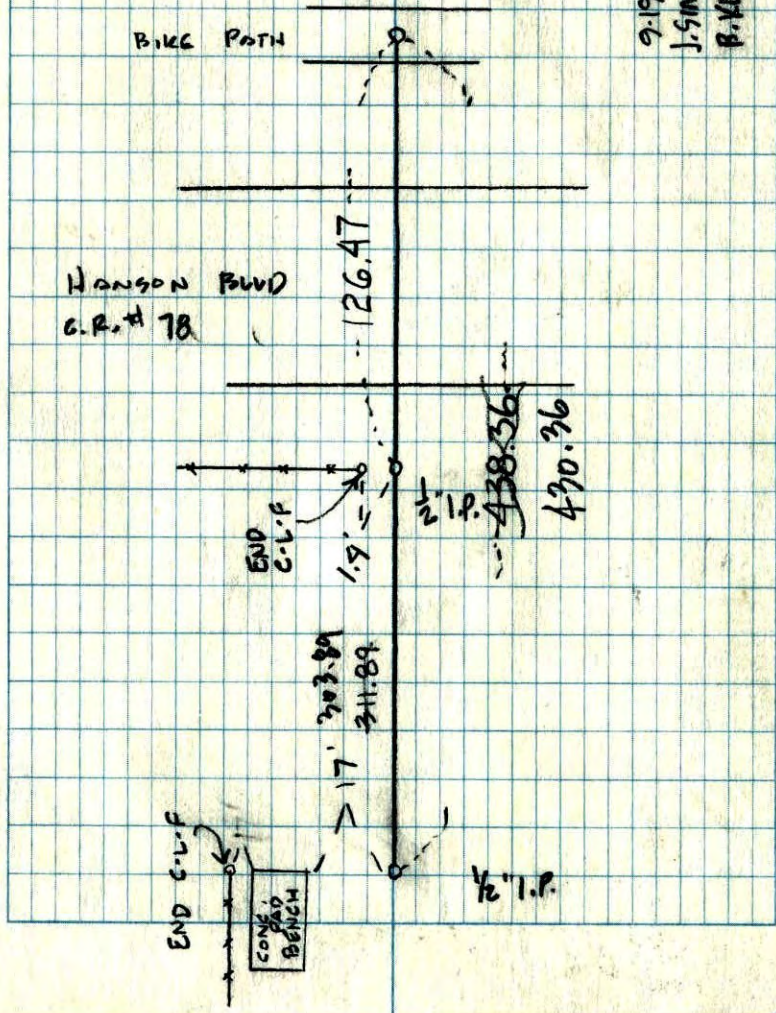 BIKE PATH
9-19
126.47
HANSON BLVD
C.R. # 78
END
C.L.F
1.9'
1/2" I.P.
438.36
430.36
303.89
311.89
17'
END C.L.F
CONC.
PAD
BENCH
1/2" I.P.